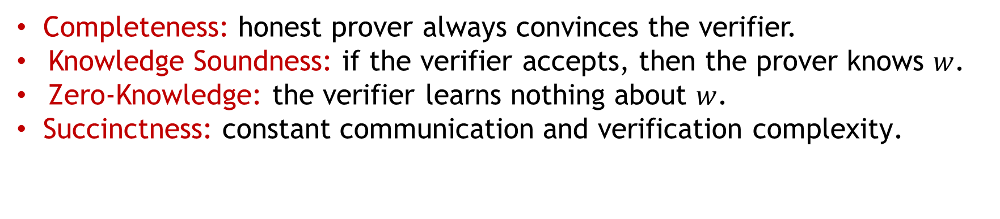 • Completeness: honest prover always convinces the verifier.
• Knowledge Soundness: if the verifier accepts, then the prover knows w.
• Zero-Knowledge: the verifier learns nothing about w.
• Succinctness: constant communication and verification complexity.